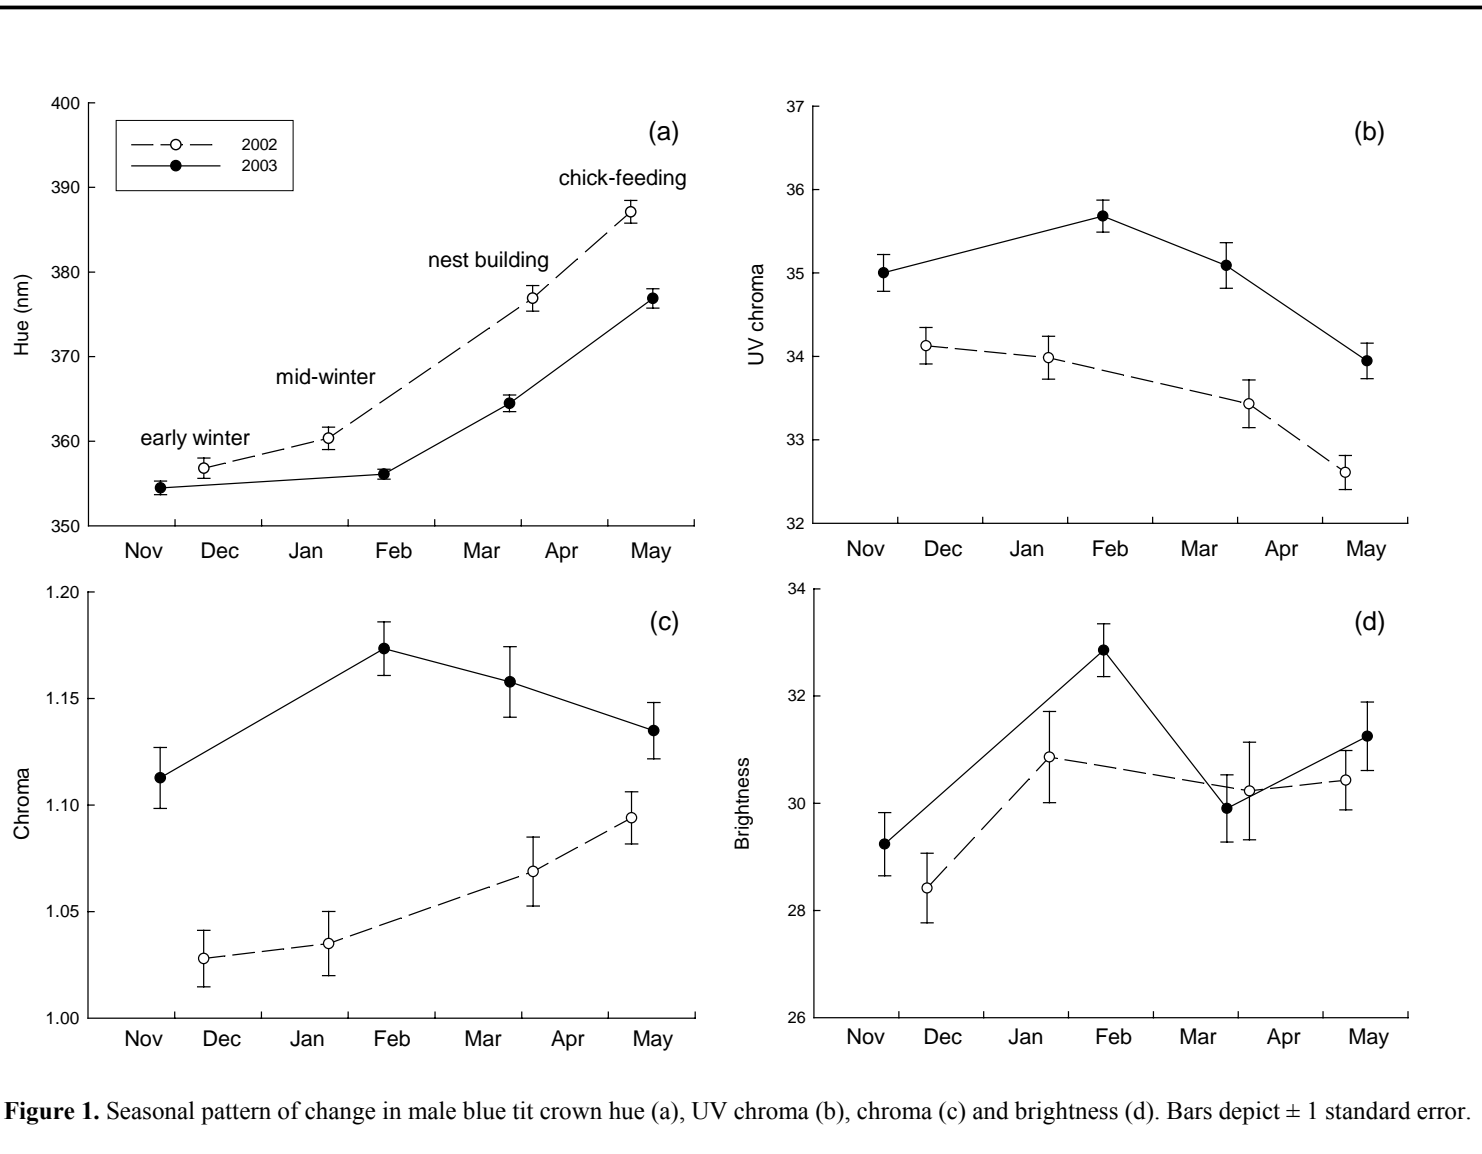 400
390
380
370
360
350
Hue (nm)
2002
2003
(a)
early winter
mid-winter
nest building
chick-feeding
Nov Dec Jan Feb Mar Apr May
37
36
35
34
33
32
UV chroma
(b)
Nov Dec Jan Feb Mar Apr May
1.20
1.15
1.10
1.05
1.00
Chroma
(c)
Nov Dec Jan Feb Mar Apr May
34
32
30
28
26
Brightness
(d)
Nov Dec Jan Feb Mar Apr May
Figure 1. Seasonal pattern of change in male blue tit crown hue (a), UV chroma (b), chroma (c) and brightness (d). Bars depict ± 1 standard error.